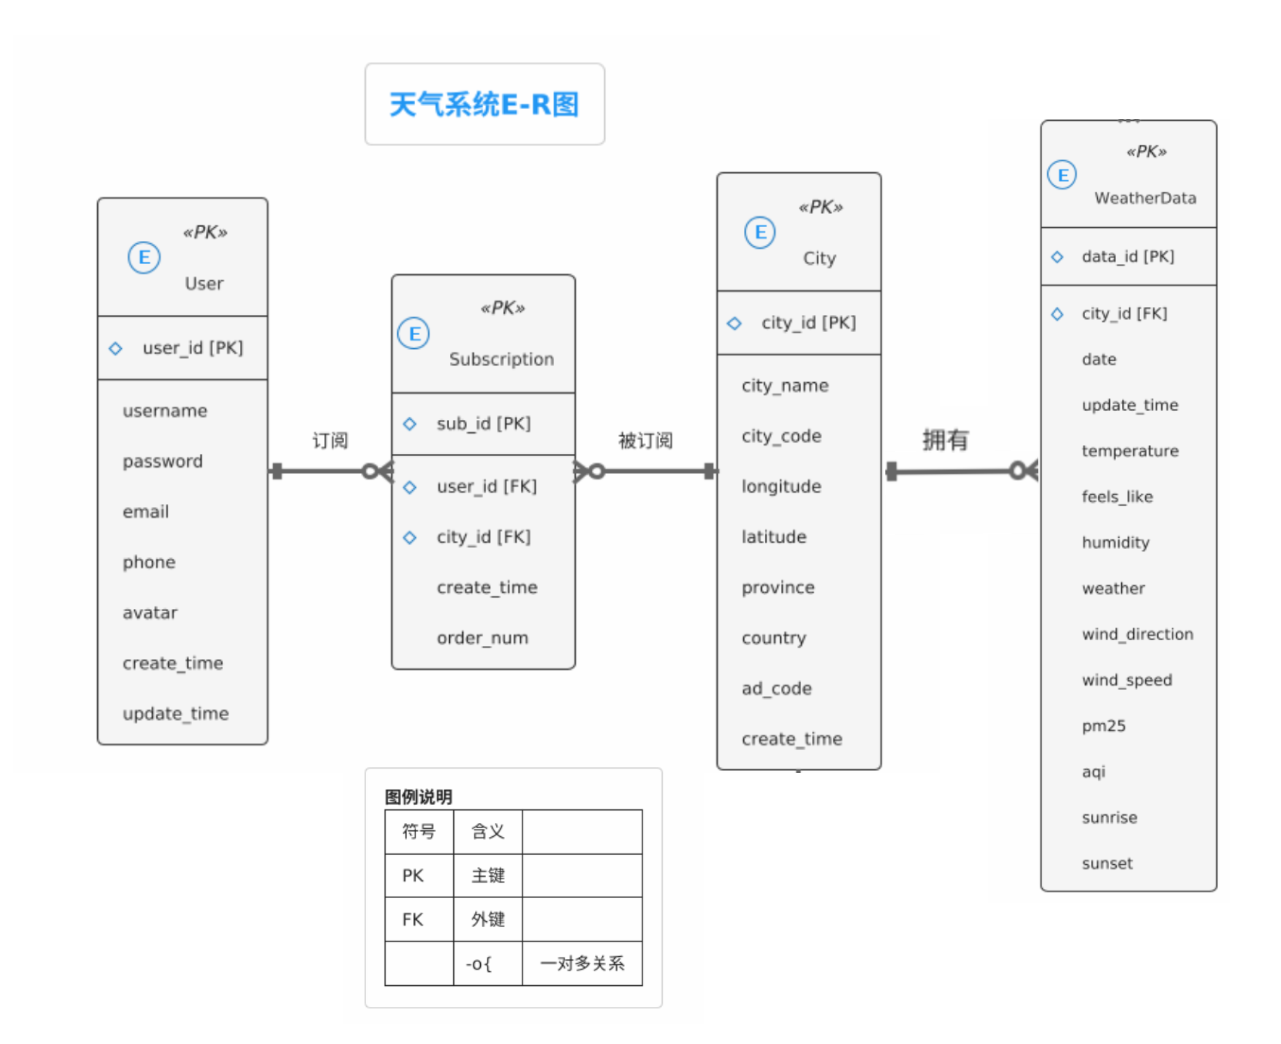 天气系统E-R图
«PK»
E
User
user_id [PK]
username
password
email
phone
avatar
create_time
update_time
订阅
«PK»
E
Subscription
sub_id [PK]
user_id [FK]
city_id [FK]
create_time
order_num
被订阅
«PK»
E
City
city_id [PK]
city_name
city_code
longitude
latitude
province
country
ad_code
create_time
拥有
«PK»
E
WeatherData
data_id [PK]
city_id [FK]
date
update_time
temperature
feels_like
humidity
weather
wind_direction
wind_speed
pm25
aqi
sunrise
sunset
图例说明
符号 含义
PK 主键
FK 外键
-o{ 一对多关系